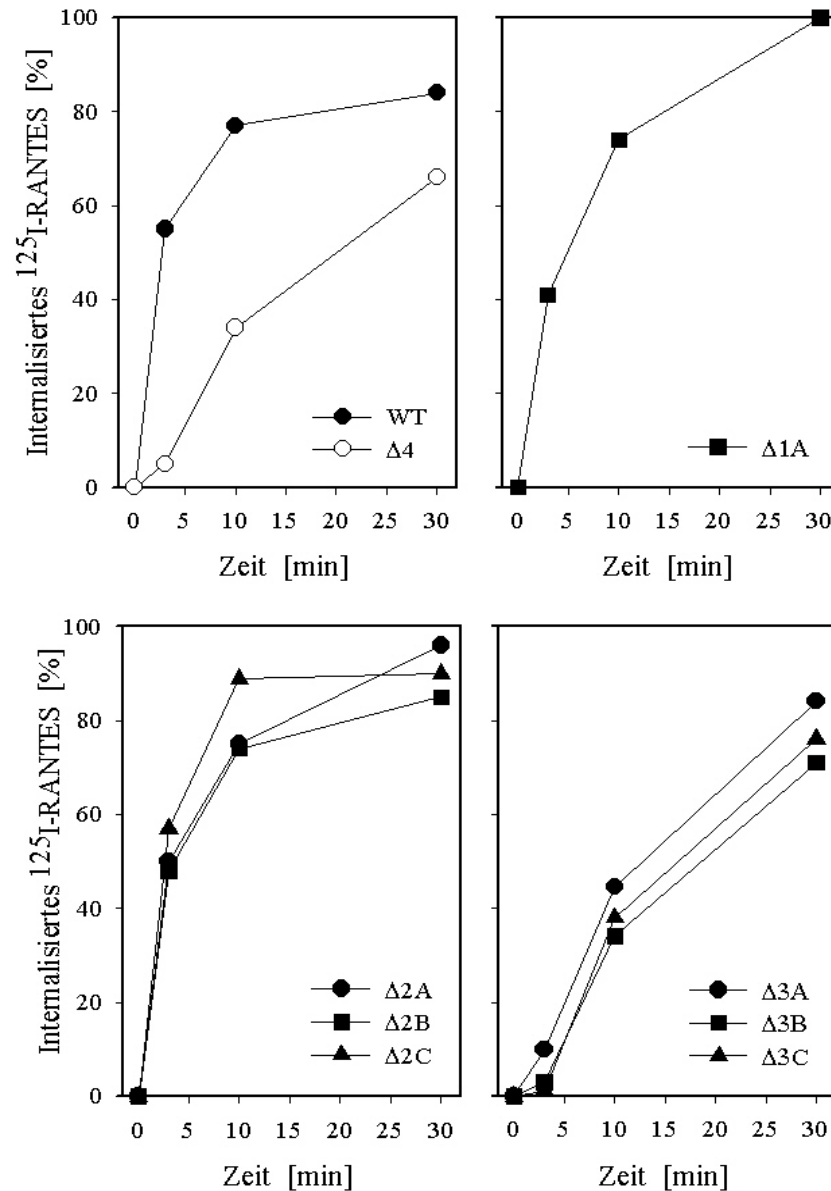 Internalisiertes ¹²⁵I-RANTES [%]
100
80
60
40
20
0
WT
Δ4
0 5 10 15 20 25 30
Zeit [min]
Δ1A
0 5 10 15 20 25 30
Zeit [min]
Internalisiertes ¹²⁵I-RANTES [%]
100
80
60
40
20
0
Δ2A
Δ2B
Δ2C
0 5 10 15 20 25 30
Zeit [min]
Δ3A
Δ3B
Δ3C
0 5 10 15 20 25 30
Zeit [min]